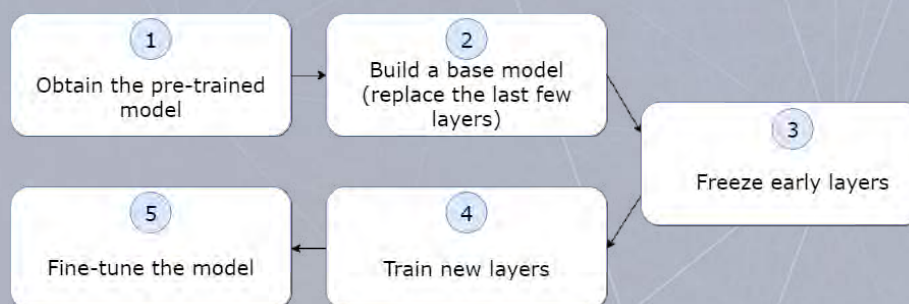 1
Obtain the pre-trained
model
2
Build a base model
(replace the last few
layers)
3
Freeze early layers
4
Train new layers
5
Fine-tune the model